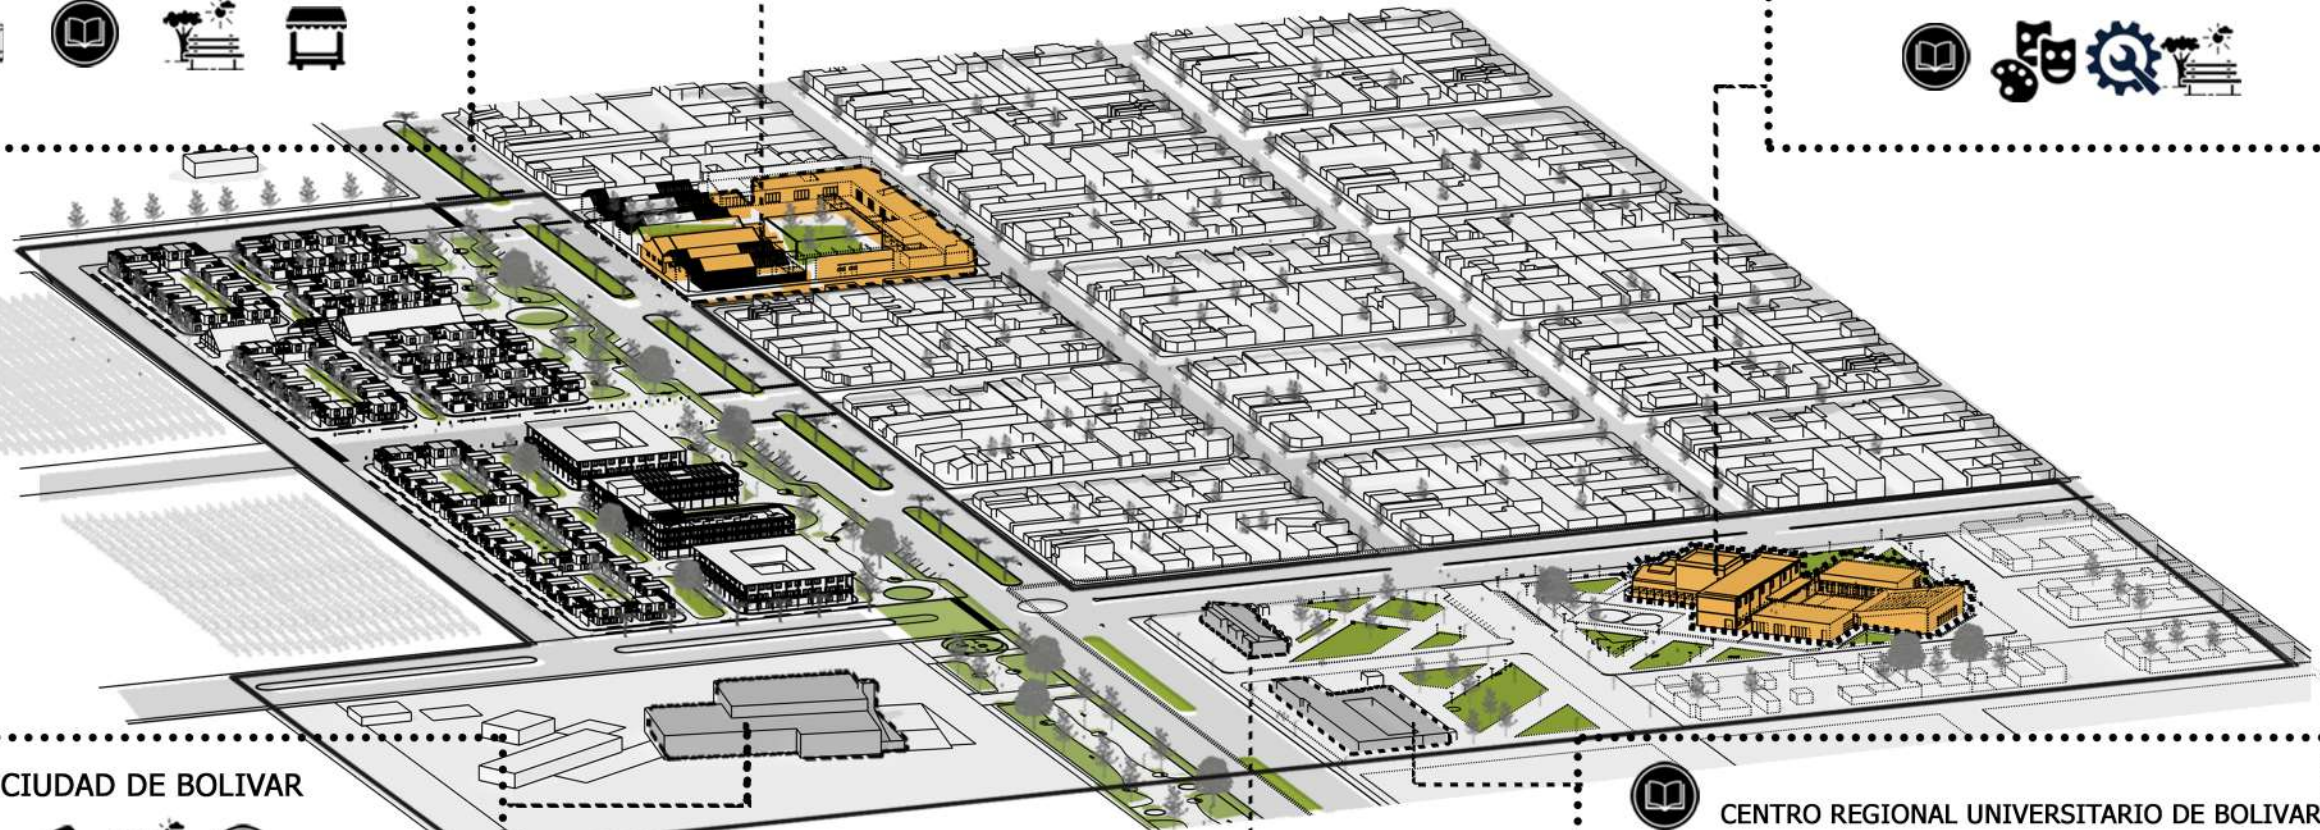 CIUDAD DE BOLIVAR
CENTRO REGIONAL UNIVERSITARIO DE BOLIVAR